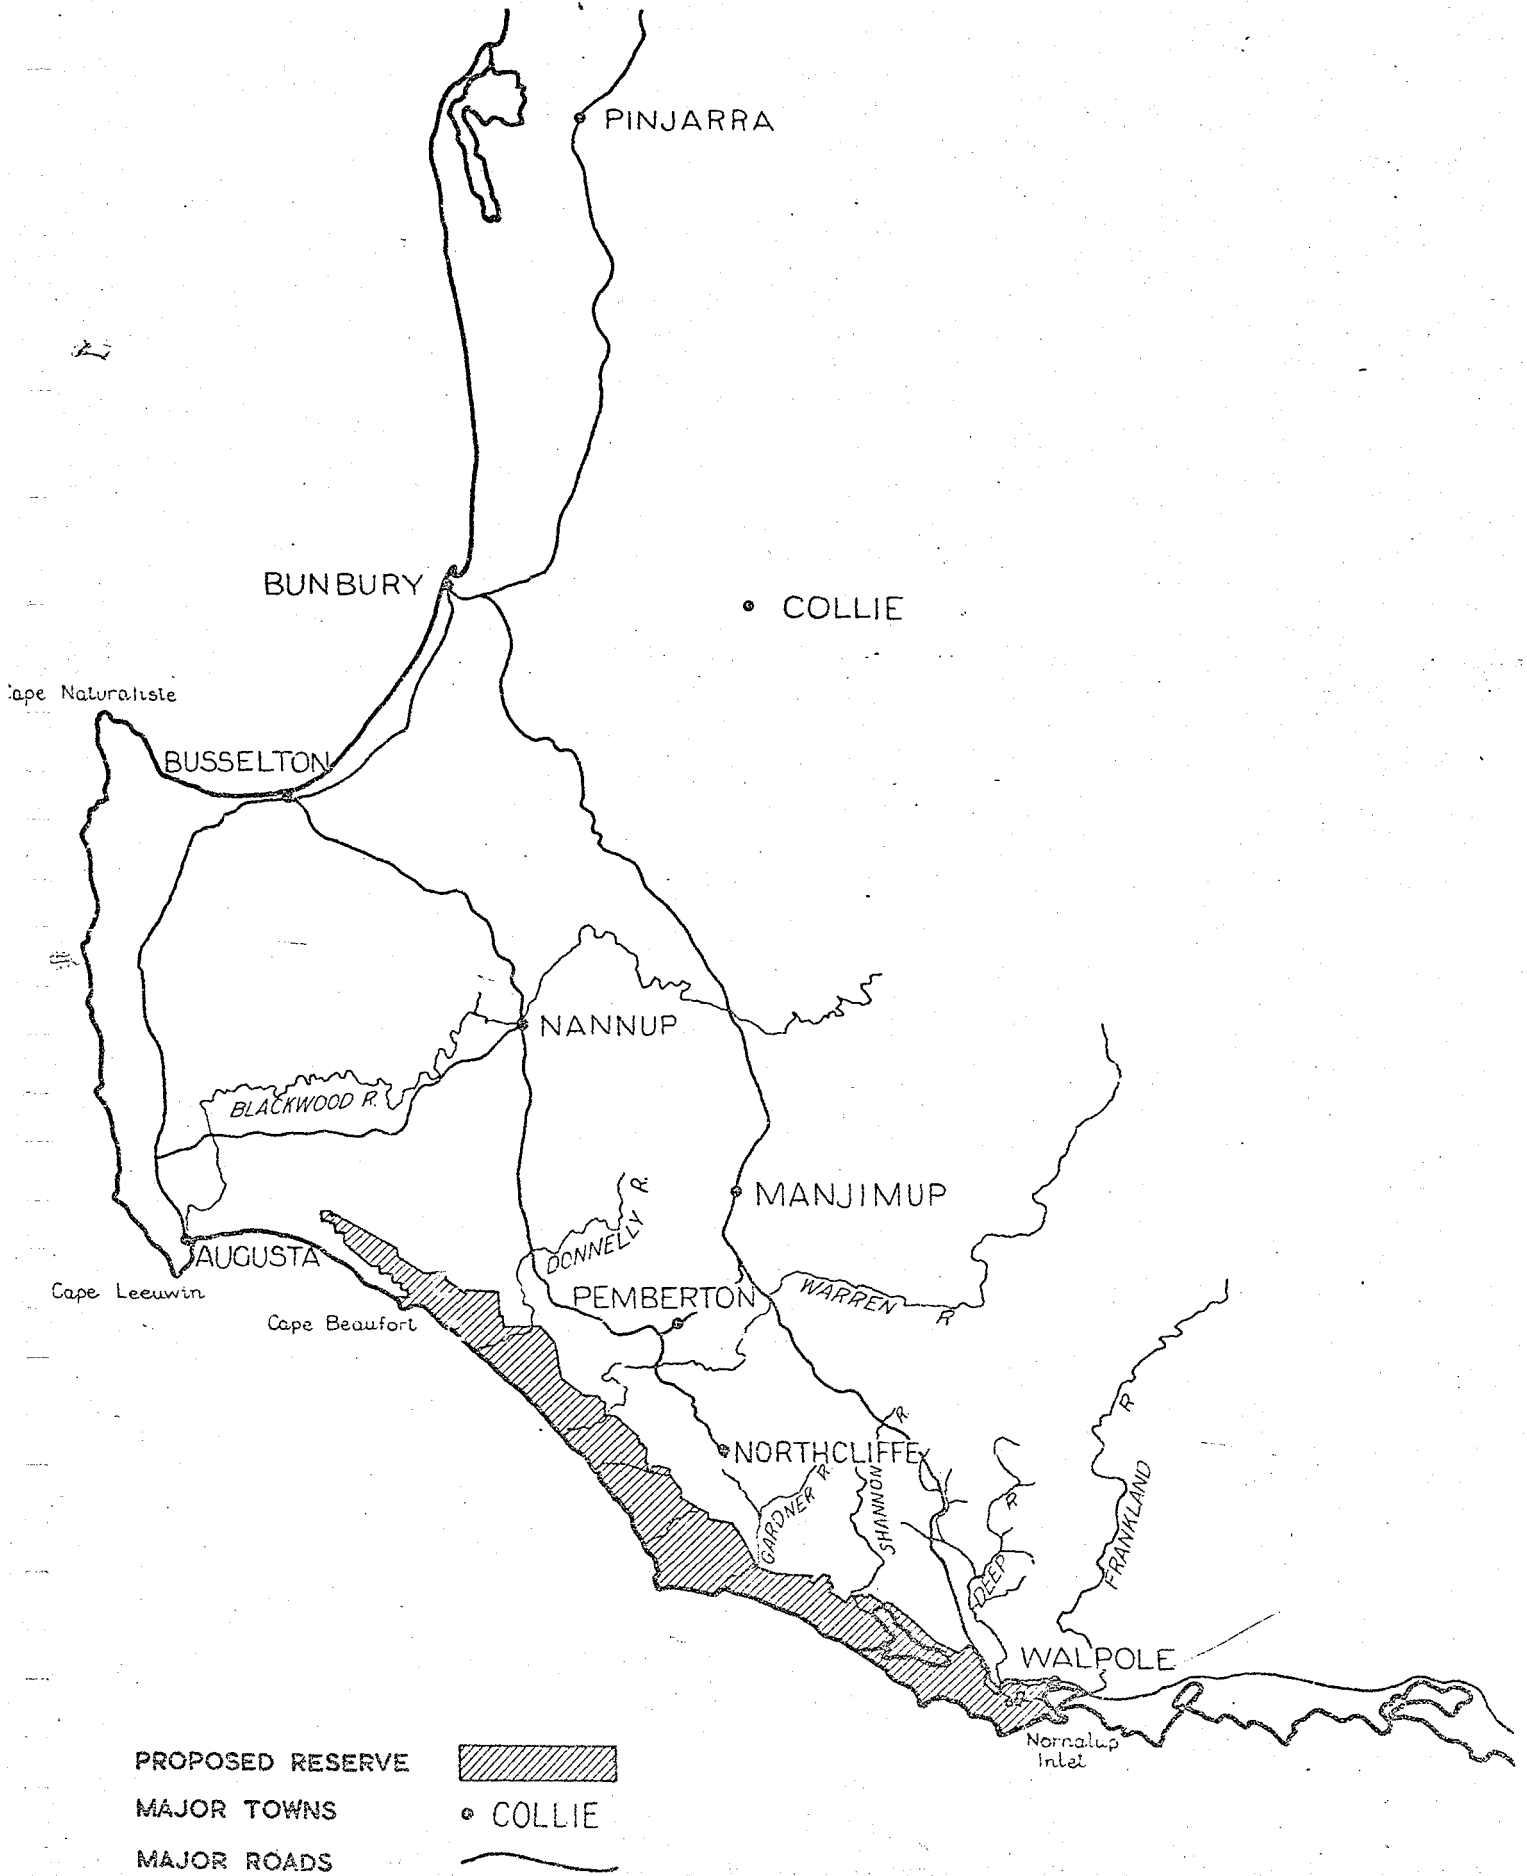 PINJARRA
BUNBURY
COLLIE
Cape Naturaliste
BUSSELTON
NANNUP
BLACKWOOD R.
MANJIMUP
DONNELLY R.
AUGUSTA
Cape Leeuwin
PEMBERTON
WARREN R
Cape Beaufort
NORTHCLIFFE
GARDNER R.
SHANNON R.
DEEP R
FRANKLAND R
WALPOLE
Nornalup
Inlet
PROPOSED RESERVE
MAJOR TOWNS
COLLIE
MAJOR ROADS